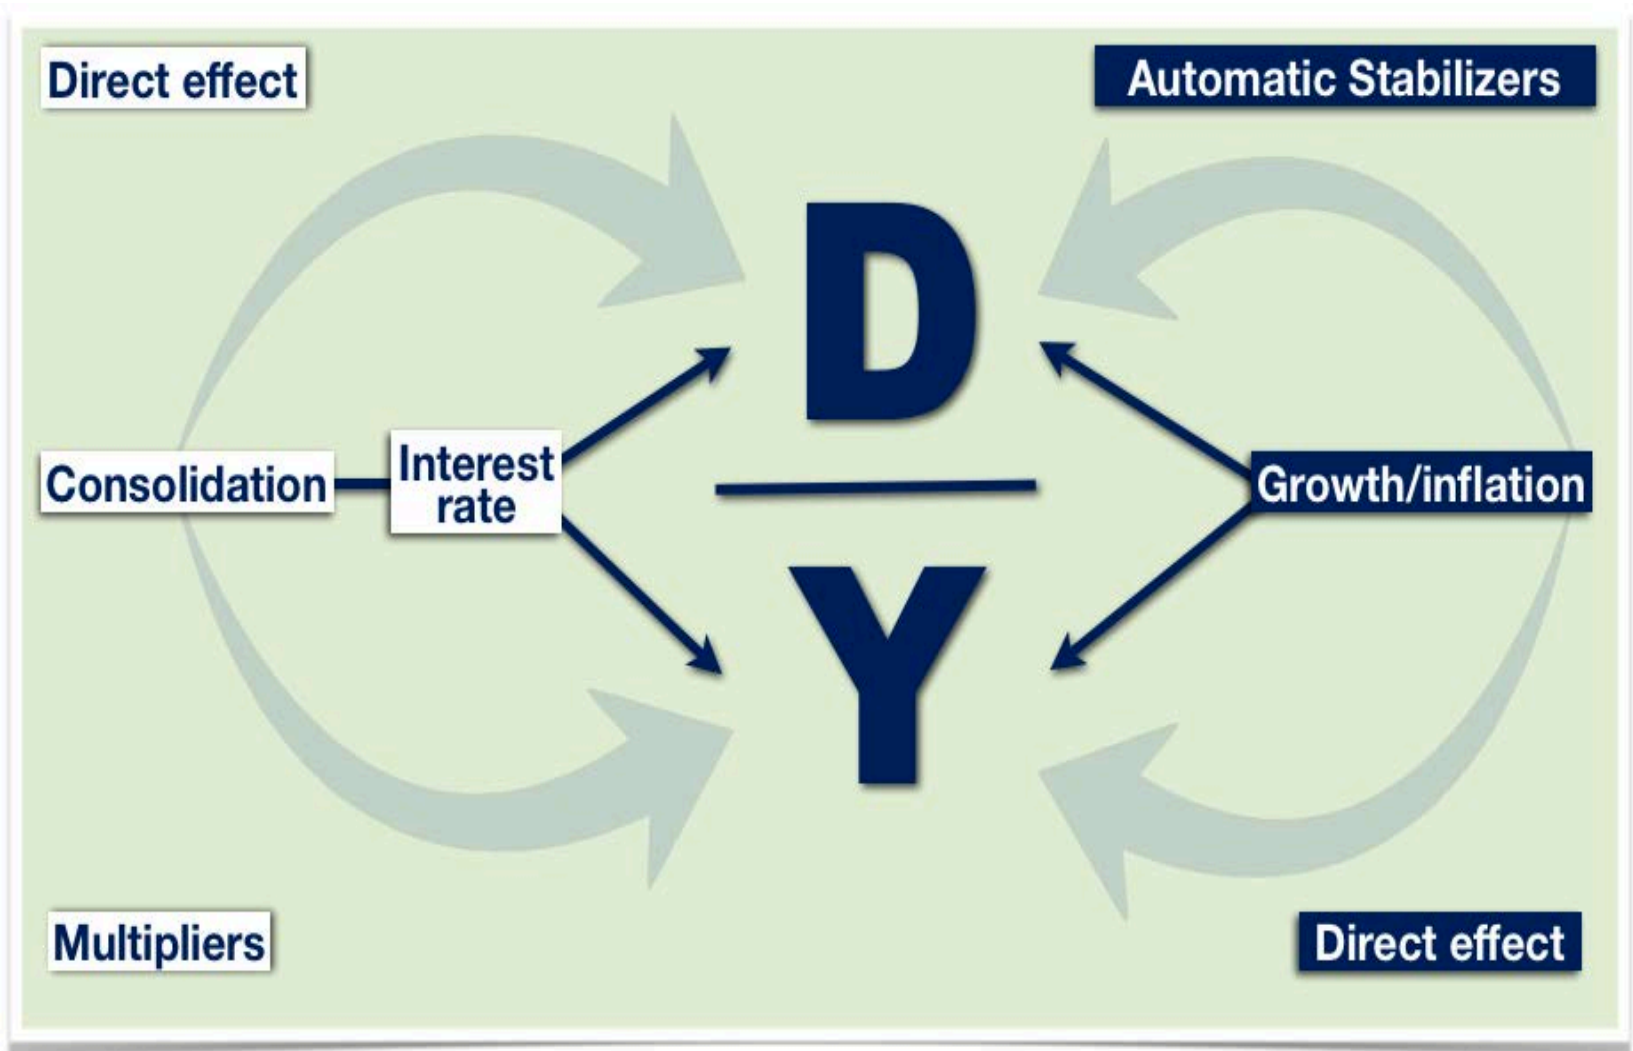 Direct effect
Automatic Stabilizers
D
Consolidation
Interest
rate
Growth/inflation
Y
Multipliers
Direct effect